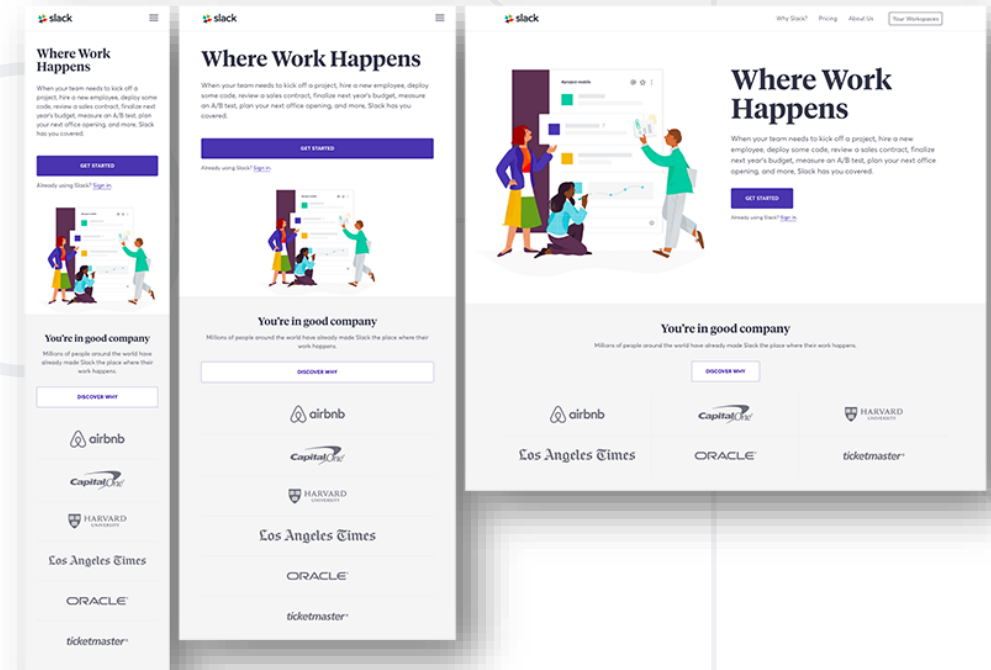 slack
Where Work
Happens
When your team needs to kick off a
project, hire a new employee, deploy some
code, review a sales contract, finalize next
year's budget, measure an A/B test, plan
your next office opening, and more, Slack
has you covered.
GET STARTED
Already using Slack? Sign in.
You're in good company
Millions of people around the world have
already made Slack the place where their
work happens.
DISCOVER WHY
airbnb
Capital One
HARVARD
UNIVERSITY
Los Angeles Times
ORACLE
ticketmaster
slack
Where Work Happens
When your team needs to kick off a project, hire a new employee, deploy
some code, review a sales contract, finalize next year's budget, measure
an A/B test, plan your next office opening, and more, Slack has you
covered.
GET STARTED
Already using Slack? Sign in.
You're in good company
Millions of people around the world have already made Slack the place where their
work happens.
DISCOVER WHY
airbnb
Capital One
HARVARD
UNIVERSITY
Los Angeles Times
ORACLE
ticketmaster
slack
Why Slack? Pricing About Us Your Workspaces
#project-mobile
Where Work
Happens
When your team needs to kick off a project, hire a new
employee, deploy some code, review a sales contract, finalize
next year's budget, measure an A/B test, plan your next office
opening, and more, Slack has you covered.
GET STARTED
Already using Slack? Sign in.
You're in good company
Millions of people around the world have already made Slack the place where their work happens.
DISCOVER WHY
airbnb
Capital One
HARVARD
UNIVERSITY
Los Angeles Times
ORACLE
ticketmaster